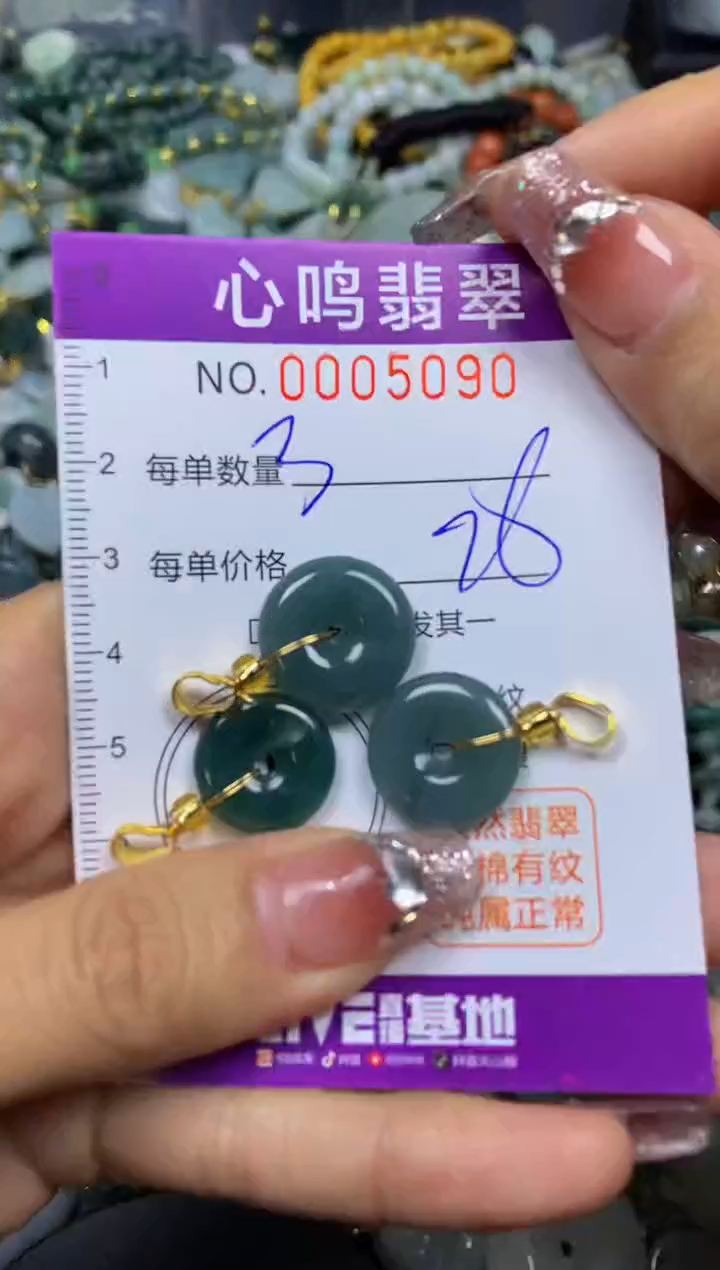 心鸣翡翠
NO.0005090
1
2
3
4
5
每单数量 3
每单价格 28
发其一
纹
然翡翠
棉有纹
属正常
基地